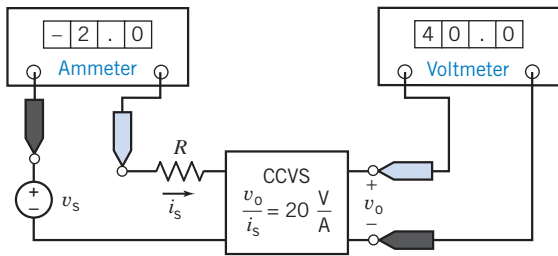 – 2 . 0
Ammeter
4 0 . 0
Voltmeter
R
i_s
+
–
v_s
CCVS
v_o/i_s = 20 V/A
+
v_o
–